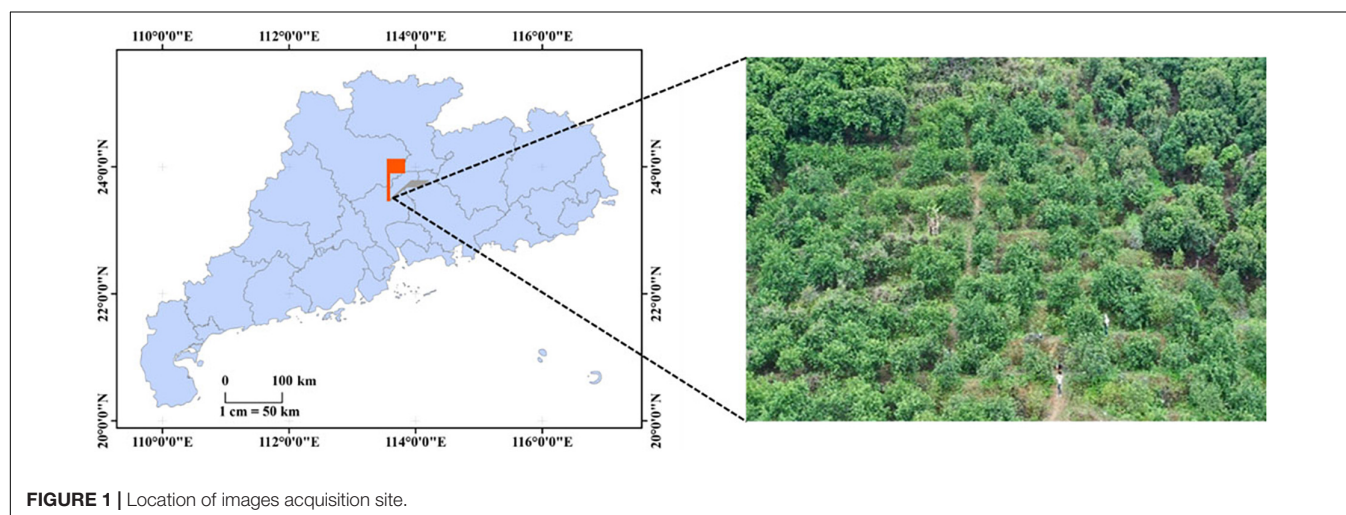 110°0'0"E 112°0'0"E 114°0'0"E 116°0'0"E
24°0'0"N 24°0'0"N
22°0'0"N 22°0'0"N
20°0'0"N 20°0'0"N
0 100 km
1 cm = 50 km
110°0'0"E 112°0'0"E 114°0'0"E 116°0'0"E
FIGURE 1 | Location of images acquisition site.